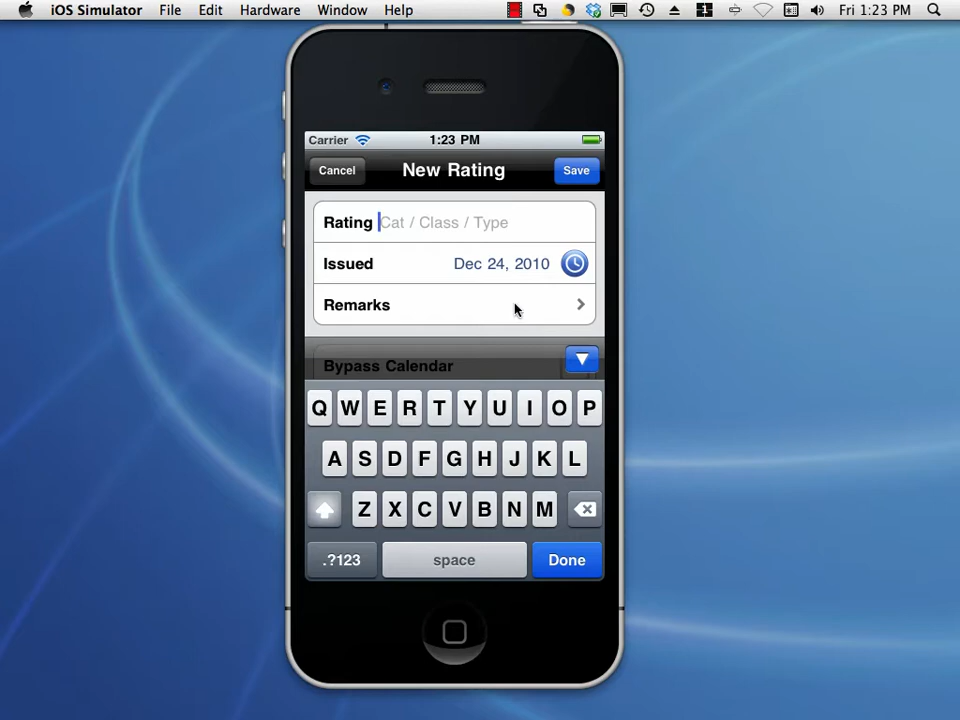 iOS Simulator File Edit Hardware Window Help 1 Fri 1:23 PM
Carrier 1:23 PM
Cancel New Rating Save
Rating Cat / Class / Type
Issued Dec 24, 2010
Remarks
Bypass Calendar
Q W E R T Y U I O P
A S D F G H J K L
Z X C V B N M
.?123 space Done